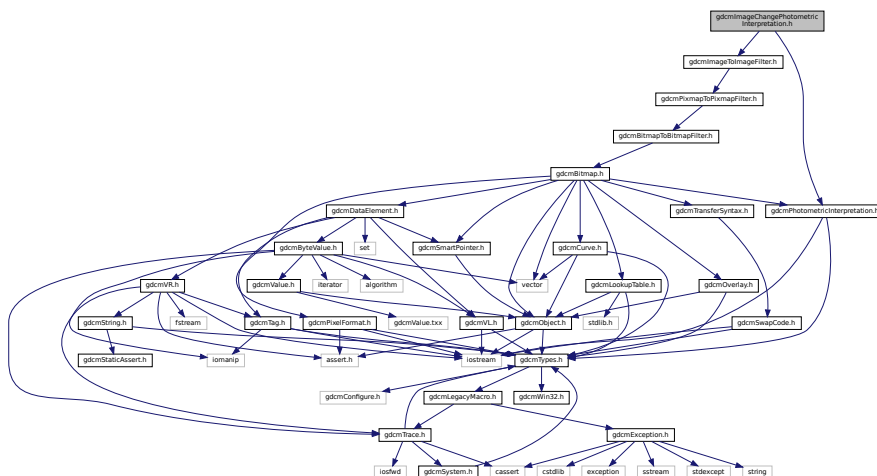 gdcmImageChangePhotometric
Interpretation.h
gdcmImageToImageFilter.h
gdcmPixmapToPixmapFilter.h
gdcmBitmapToBitmapFilter.h
gdcmBitmap.h
gdcmDataElement.h
gdcmTransferSyntax.h
gdcmPhotometricInterpretation.h
gdcmByteValue.h
set
gdcmSmartPointer.h
gdcmCurve.h
gdcmVR.h
gdcmValue.h
iterator
algorithm
vector
gdcmLookupTable.h
gdcmOverlay.h
gdcmString.h
fstream
gdcmTag.h
gdcmPixelFormat.h
gdcmValue.txx
gdcmVL.h
gdcmObject.h
stdlib.h
gdcmSwapCode.h
gdcmStaticAssert.h
iomanip
assert.h
iostream
gdcmTypes.h
gdcmConfigure.h
gdcmLegacyMacro.h
gdcmWin32.h
gdcmTrace.h
gdcmException.h
iosfwd
gdcmSystem.h
cassert
cstdlib
exception
sstream
stdexcept
string